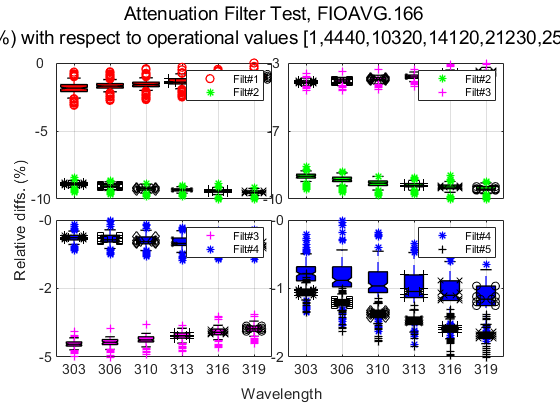 Attenuation Filter Test, FIOAVG.166
%) with respect to operational values [1,4440,10320,14120,21230,25
Relative diffs. (%)
0
-5
-10
Filt#1
Filt#2
-3
-7
-10
Filt#2
Filt#3
-0
-2
-5
Filt#3
Filt#4
303 306 310 313 316 319
-0
-1
-2
Filt#4
Filt#5
303 306 310 313 316 319
Wavelength